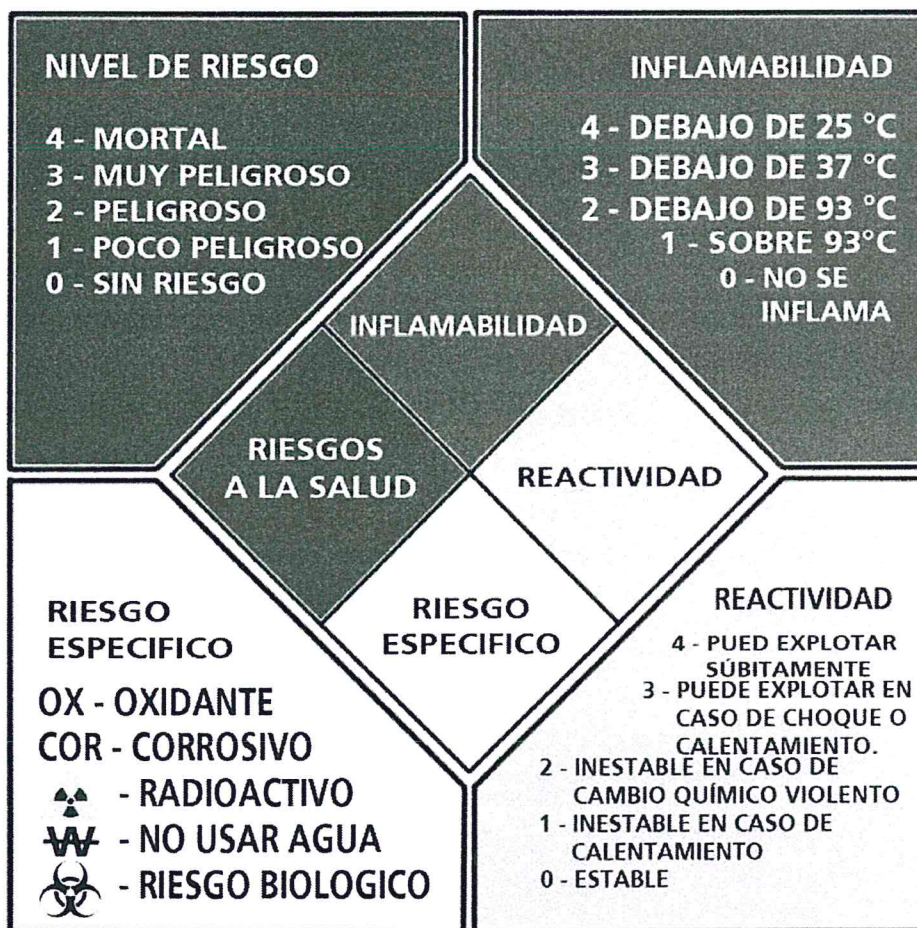 NIVEL DE RIESGO
4 - MORTAL
3 - MUY PELIGROSO
2 - PELIGROSO
1 - POCO PELIGROSO
0 - SIN RIESGO
INFLAMABILIDAD
4 - DEBAJO DE 25 °C
3 - DEBAJO DE 37 °C
2 - DEBAJO DE 93 °C
1 - SOBRE 93°C
0 - NO SE
INFLAMA
INFLAMABILIDAD
RIESGOS
A LA SALUD
REACTIVIDAD
RIESGO
ESPECIFICO
RIESGO
ESPECIFICO
OX - OXIDANTE
COR - CORROSIVO
- RADIOACTIVO
W - NO USAR AGUA
- RIESGO BIOLOGICO
REACTIVIDAD
4 - PUED EXPLOTAR
SÚBITAMENTE
3 - PUEDE EXPLOTAR EN
CASO DE CHOQUE O
CALENTAMIENTO.
2 - INESTABLE EN CASO DE
CAMBIO QUÍMICO VIOLENTO
1 - INESTABLE EN CASO DE
CALENTAMIENTO
0 - ESTABLE